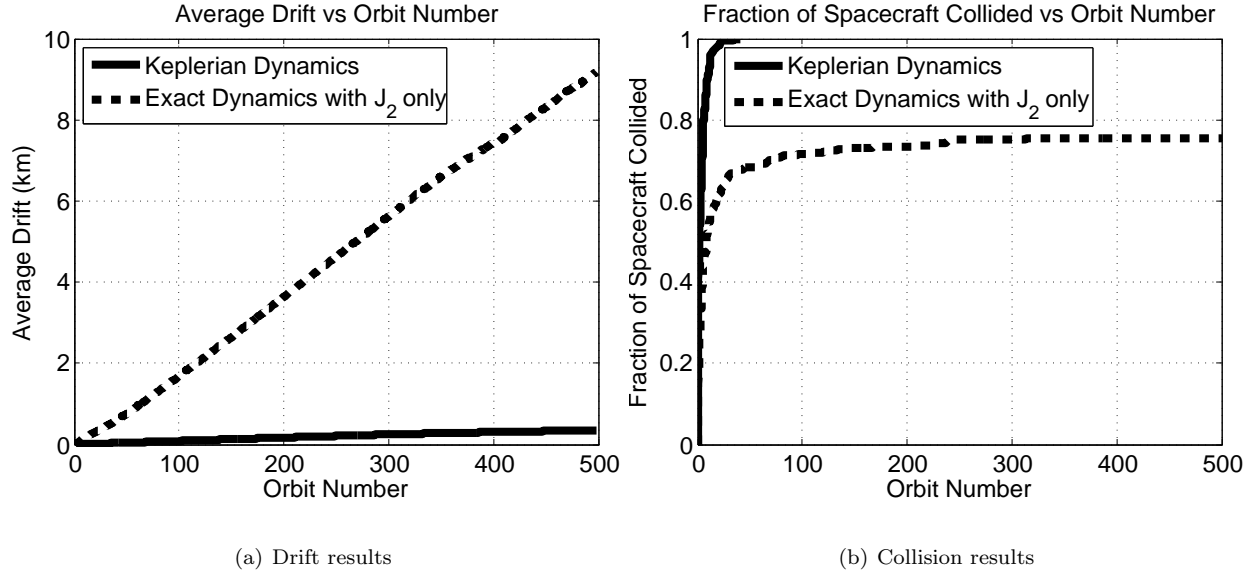 Average Drift vs Orbit Number
10
8
6
4
2
0
Average Drift (km)
Keplerian Dynamics
Exact Dynamics with J2 only
0 100 200 300 400 500
Orbit Number
(a) Drift results
Fraction of Spacecraft Collided vs Orbit Number
1
0.8
0.6
0.4
0.2
0
Fraction of Spacecraft Collided
Keplerian Dynamics
Exact Dynamics with J2 only
0 100 200 300 400 500
Orbit Number
(b) Collision results